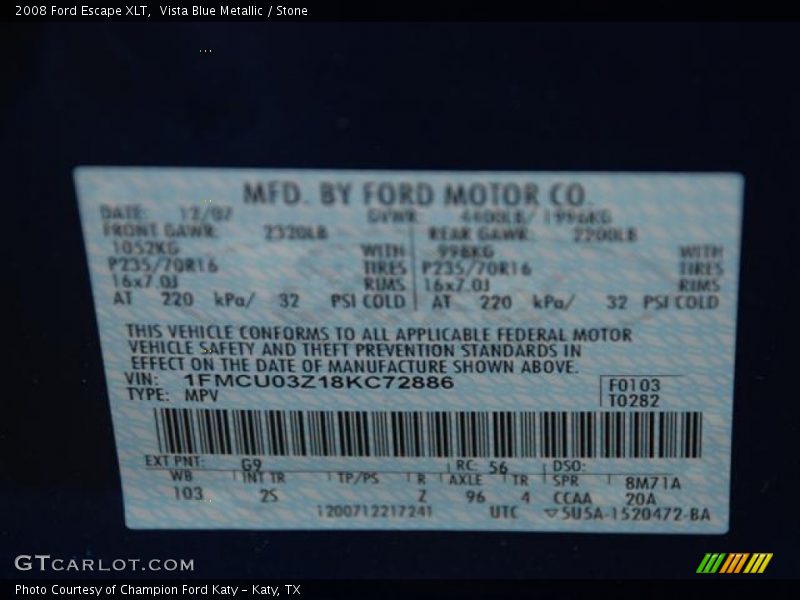 2008 Ford Escape XLT,  Vista Blue Metallic / Stone
MFD. BY FORD MOTOR CO.
DATE: 12/07 GVWR: 4400LB/ 1996KG
FRONT GAWR: 2320LB REAR GAWR: 2200LB
1052KG WITH 998KG WITH
P235/70R16 TIRES P235/70R16 TIRES
16x7.0J RIMS 16x7.0J RIMS
AT 220 kPa/ 32 PSI COLD AT 220 kPa/ 32 PSI COLD
THIS VEHICLE CONFORMS TO ALL APPLICABLE FEDERAL MOTOR
VEHICLE SAFETY AND THEFT PREVENTION STANDARDS IN
EFFECT ON THE DATE OF MANUFACTURE SHOWN ABOVE.
VIN: 1FMCU03Z18KC72886 F0103
TYPE: MPV T0282
EXT PNT: G9 RC: 56 DSO:
WB INT TR TP/PS R AXLE TR SPR 8M71A
103 2S Z 96 4 CCAA 20A
1200712217241 UTC ▽5U5A-1520472-BA
GTCARLOT.COM
Photo Courtesy of Champion Ford Katy - Katy, TX